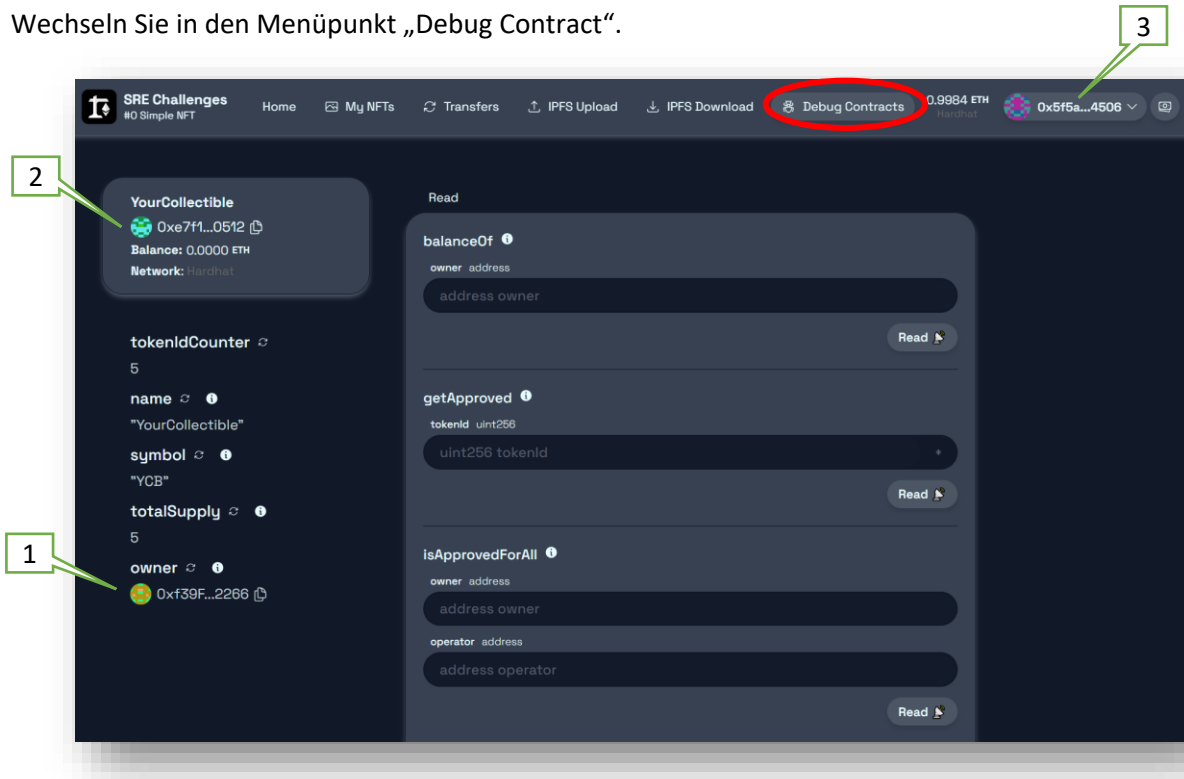 Wechseln Sie in den Menüpunkt „Debug Contract“.
3
SRE Challenges
#0 Simple NFT
Home
My NFTs
Transfers
IPFS Upload
IPFS Download
Debug Contracts
0.9984 ETH
Hardhat
0x5f5a...4506
2
YourCollectible
0xe7f1...0512
Balance: 0.0000 ETH
Network: Hardhat
tokenIdCounter
5
name
"YourCollectible"
symbol
"YCB"
totalSupply
5
1
owner
0xf39F...2266
Read
balanceOf
owner address
address owner
Read
getApproved
tokenId uint256
uint256 tokenId *
Read
isApprovedForAll
owner address
address owner
operator address
address operator
Read